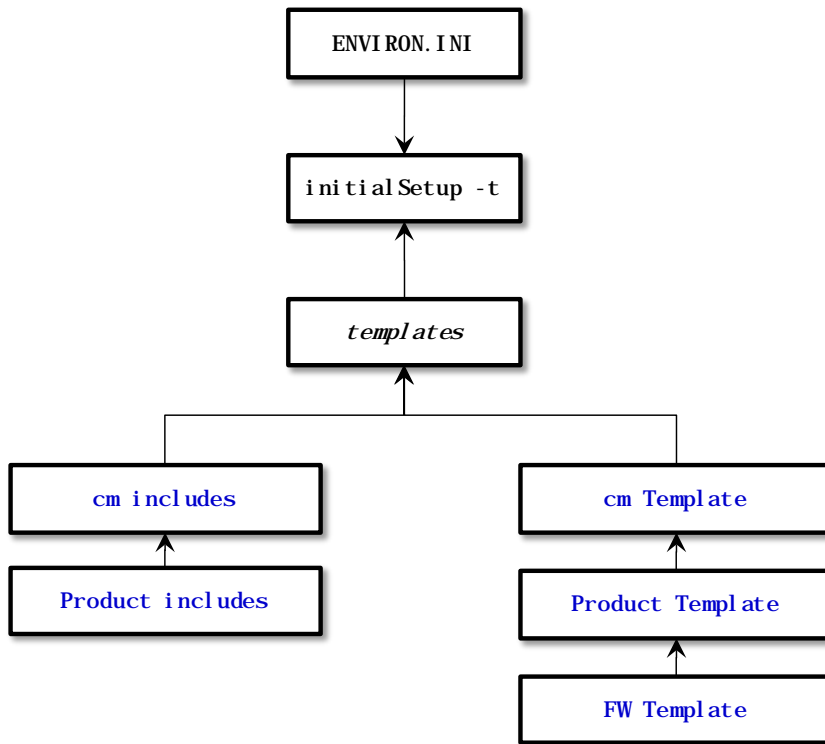 ENVIRON.INI
initialSetup -t
templates
cm includes
cm Template
Product includes
Product Template
FW Template